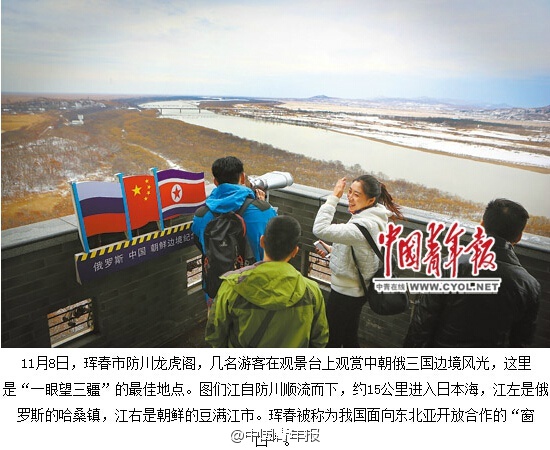 俄罗斯 中国 朝鲜边境纪
中国青年报
中青在线 WWW.CYOL.NET
11月8日，珲春市防川龙虎阁，几名游客在观景台上观赏中朝俄三国边境风光，这里
是“一眼望三疆”的最佳地点。图们江自防川顺流而下，约15公里进入日本海，江左是俄
罗斯的哈桑镇，江右是朝鲜的豆满江市。珲春被称为我国面向东北亚开放合作的“窗
@中国青年报